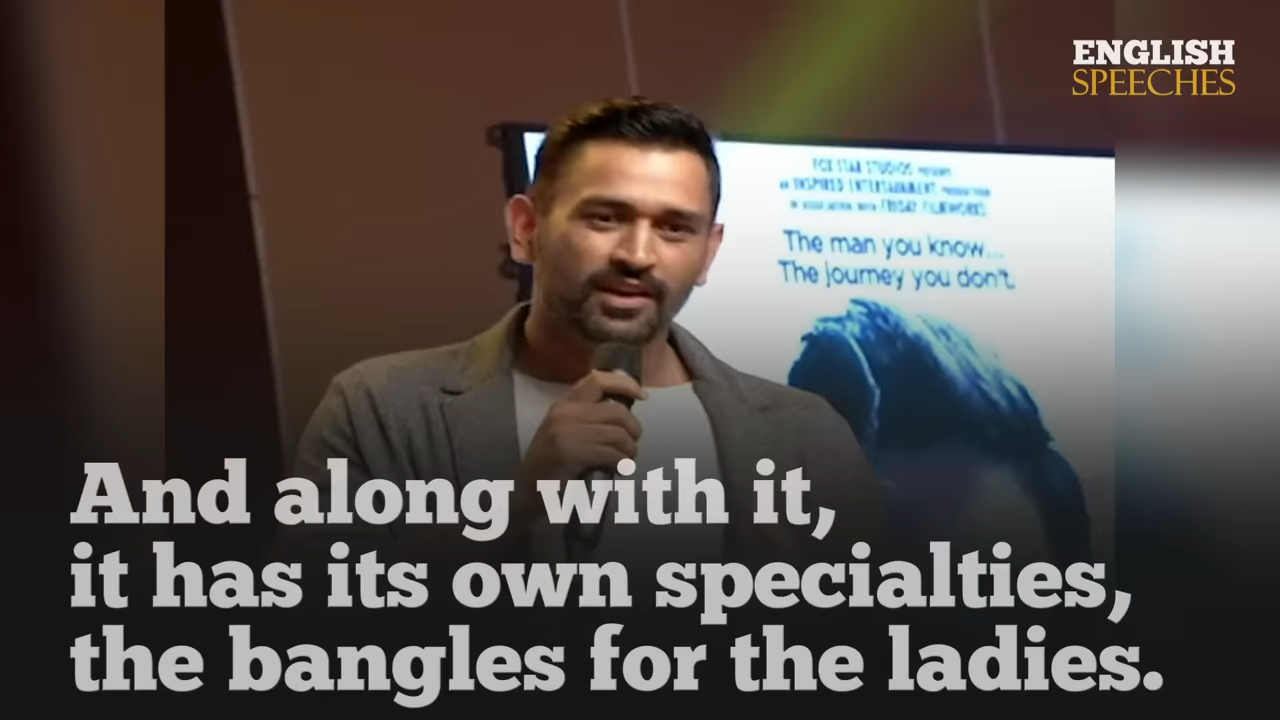 ENGLISH
SPEECHES
FOX STAR STUDIOS PRESENTS
AN INSPIRED ENTERTAINMENT PRODUCTION
IN ASSOCIATION WITH FRIDAY FILMWORKS
The man you know...
The journey you don't.
And along with it,
it has its own specialties,
the bangles for the ladies.